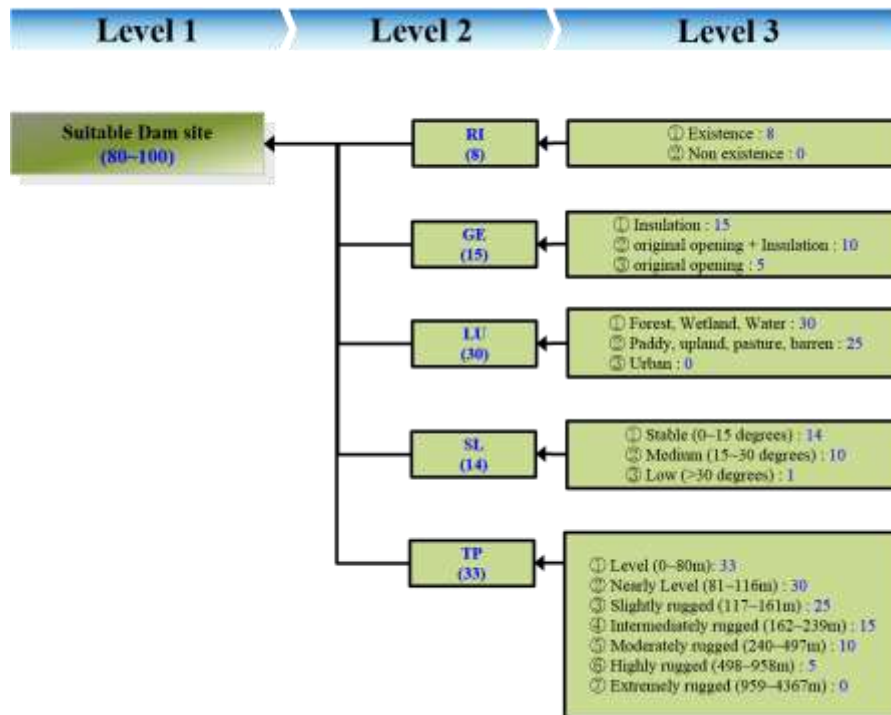 Level 1
Level 2
Level 3
Suitable Dam site
(80~100)
RI
(8)
① Existence : 8
② Non existence : 0
GE
(15)
① Insulation : 15
② original opening + Insulation : 10
③ original opening : 5
LU
(30)
① Forest, Wetland, Water : 30
② Paddy, upland, pasture, barren : 25
③ Urban : 0
SL
(14)
① Stable (0~15 degrees) : 14
② Medium (15~30 degrees) : 10
③ Low (>30 degrees) : 1
TP
(33)
① Level (0~80m): 33
② Nearly Level (81~116m) : 30
③ Slightly rugged (117~161m) : 25
④ Intermediately rugged (162~239m) : 15
⑤ Moderately rugged (240~497m) : 10
⑥ Highly rugged (498~958m) : 5
⑦ Extremely rugged (959~4367m) : 0